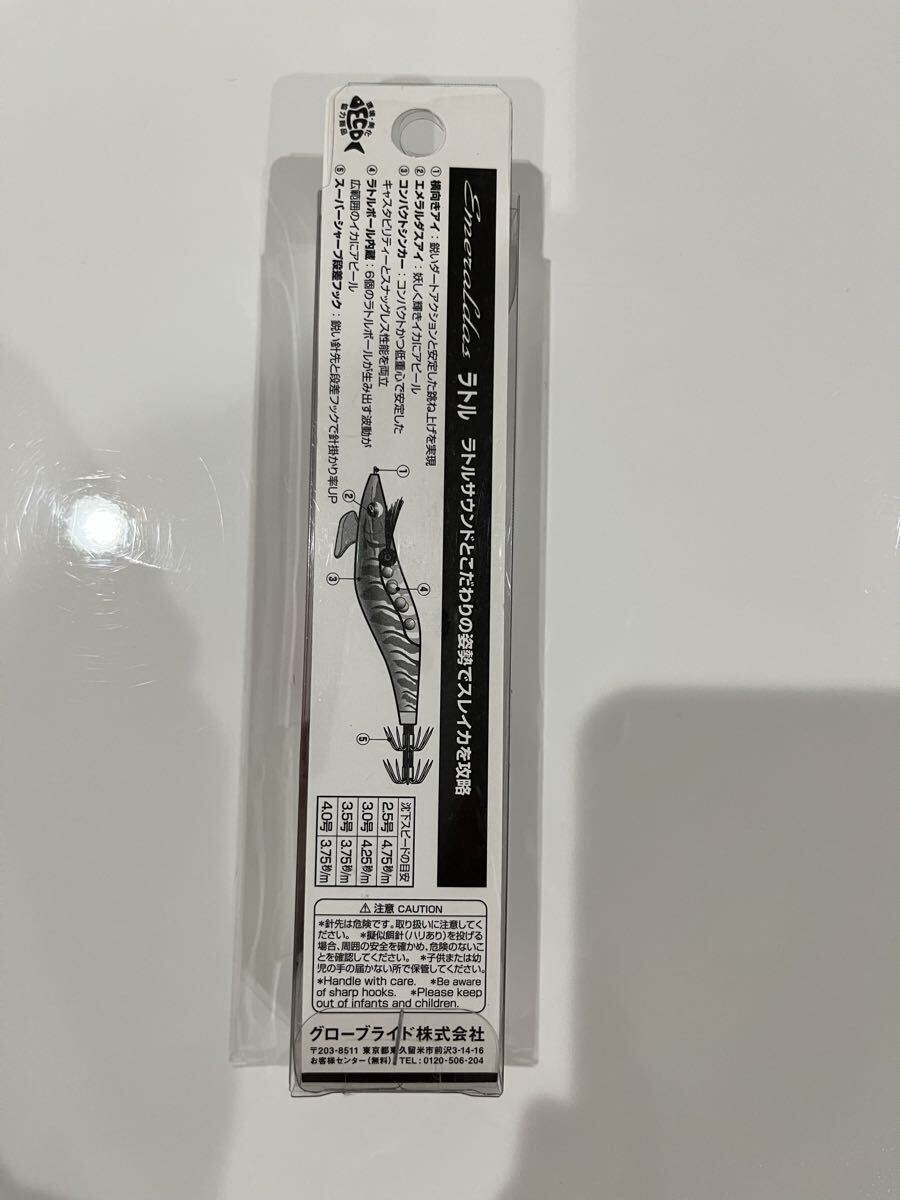 環境・美化
ECO
協力商品
Emeraldas ラトル ラトルサウンドとこだわりの姿勢でスレイカを攻略
① 横向きアイ：鋭いダートアクションと安定した跳ね上げを実現
② エメラルダスアイ：妖しく輝きイカにアピール
③ コンパクトシンカー：コンパクトかつ低重心で安定した
キャスタビリティーとスナッグレス性能を両立
④ ラトルボール内蔵：6個のラトルボールが生み出す波動が
広範囲のイカにアピール
⑤ スーパーシャープ段差フック：鋭い針先と段差フックで針掛かり率UP
①
②
③
④
⑤
沈下スピードの目安
2.5号 4.75秒/m
3.0号 4.25秒/m
3.5号 3.75秒/m
4.0号 3.75秒/m
⚠ 注意 CAUTION
*針先は危険です。取り扱いに注意してく
ださい。 *擬似餌針(ハリあり)を投げる
場合、周囲の安全を確かめ、危険のないこ
とを確認してください。 *子供または幼
児の手の届かない所で保管してください。
*Handle with care. *Be aware
of sharp hooks. *Please keep
out of infants and children.
グローブライド株式会社
〒203-8511 東京都東久留米市前沢3-14-16
お客様センター(無料) TEL:0120-506-204